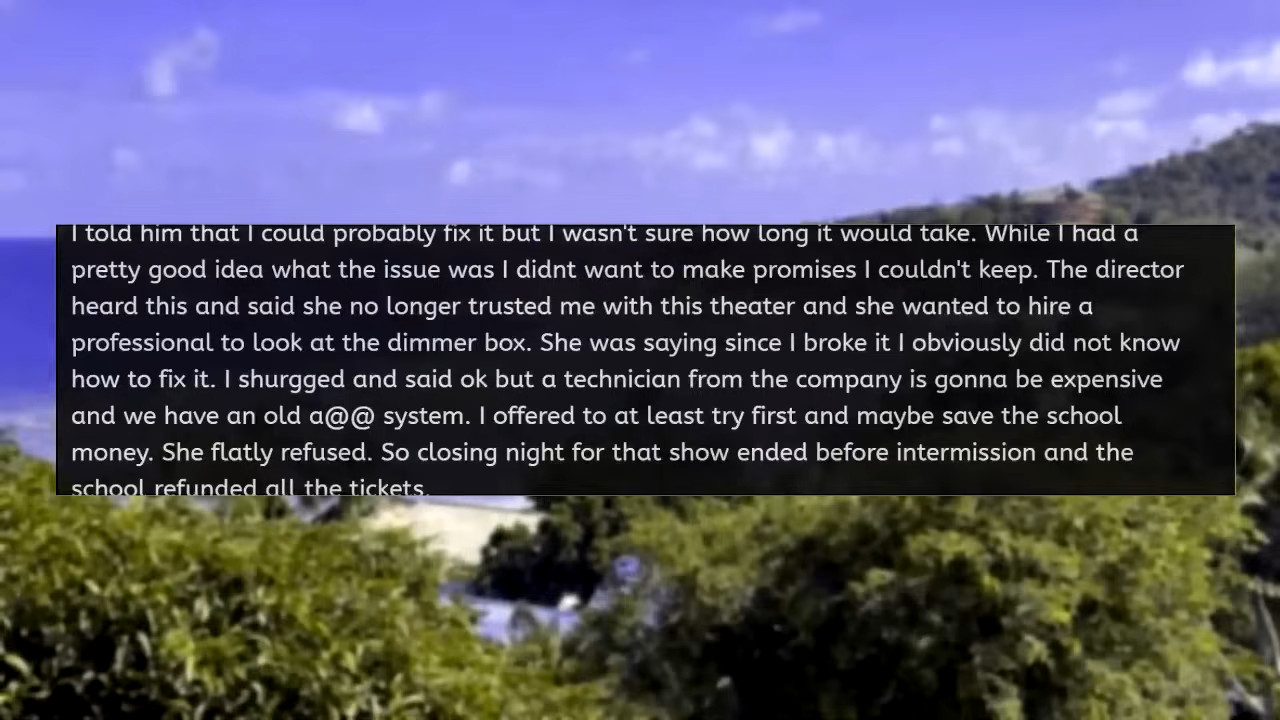 I told him that I could probably fix it but I wasn't sure how long it would take. While I had a
pretty good idea what the issue was I didnt want to make promises I couldn't keep. The director
heard this and said she no longer trusted me with this theater and she wanted to hire a
professional to look at the dimmer box. She was saying since I broke it I obviously did not know
how to fix it. I shurgged and said ok but a technician from the company is gonna be expensive
and we have an old a@@ system. I offered to at least try first and maybe save the school
money. She flatly refused. So closing night for that show ended before intermission and the
school refunded all the tickets.